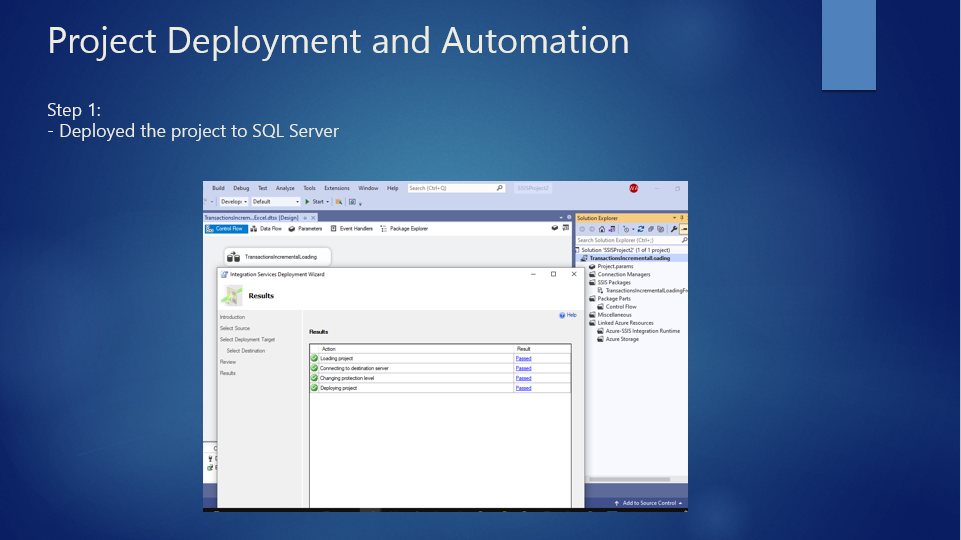 Project Deployment and Automation
Step 1:
- Deployed the project to SQL Server
Build Debug Test Analyze Tools Extensions Window Help Search (Ctrl+Q) SSISProject2
Develop Default Start
TransactionsIncrem...Excel.dtsx [Design]
Control Flow Data Flow Parameters Event Handlers Package Explorer
TransactionsIncrementalLoading
Integration Services Deployment Wizard
Results
Help
Introduction
Select Source
Select Deployment Target
Select Destination
Review
Results
Results
Action Result
Loading project Passed
Connecting to destination server Passed
Changing protection level Passed
Deploying project Passed
Solution Explorer
Search Solution Explorer (Ctrl+;)
Solution 'SSISProject2' (1 of 1 project)
TransactionsIncrementalLoading
Project.params
Connection Managers
SSIS Packages
TransactionsIncrementalLoadingFr
Package Parts
Control Flow
Miscellaneous
Linked Azure Resources
Azure-SSIS Integration Runtime
Azure Storage
Add to Source Control